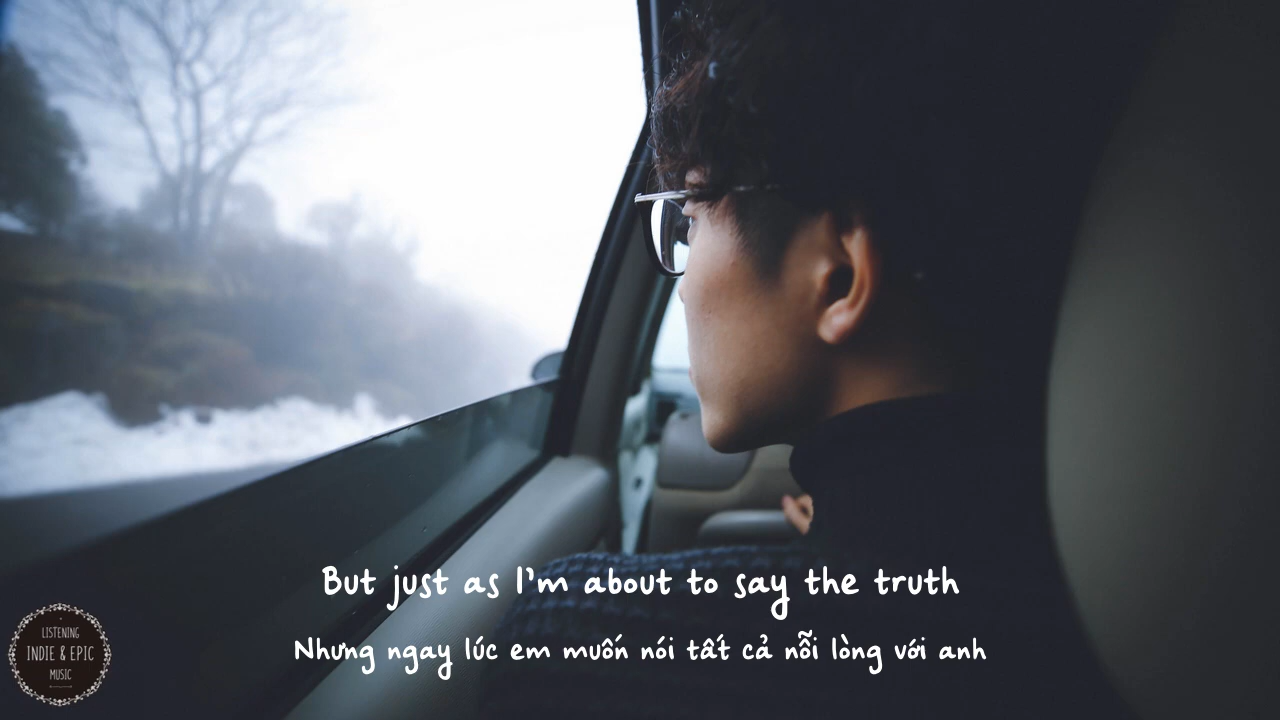 But just as I'm about to say the truth
Nhưng ngay lúc em muốn nói tất cả nỗi lòng với anh
LISTENING
INDIE & EPIC
MUSIC